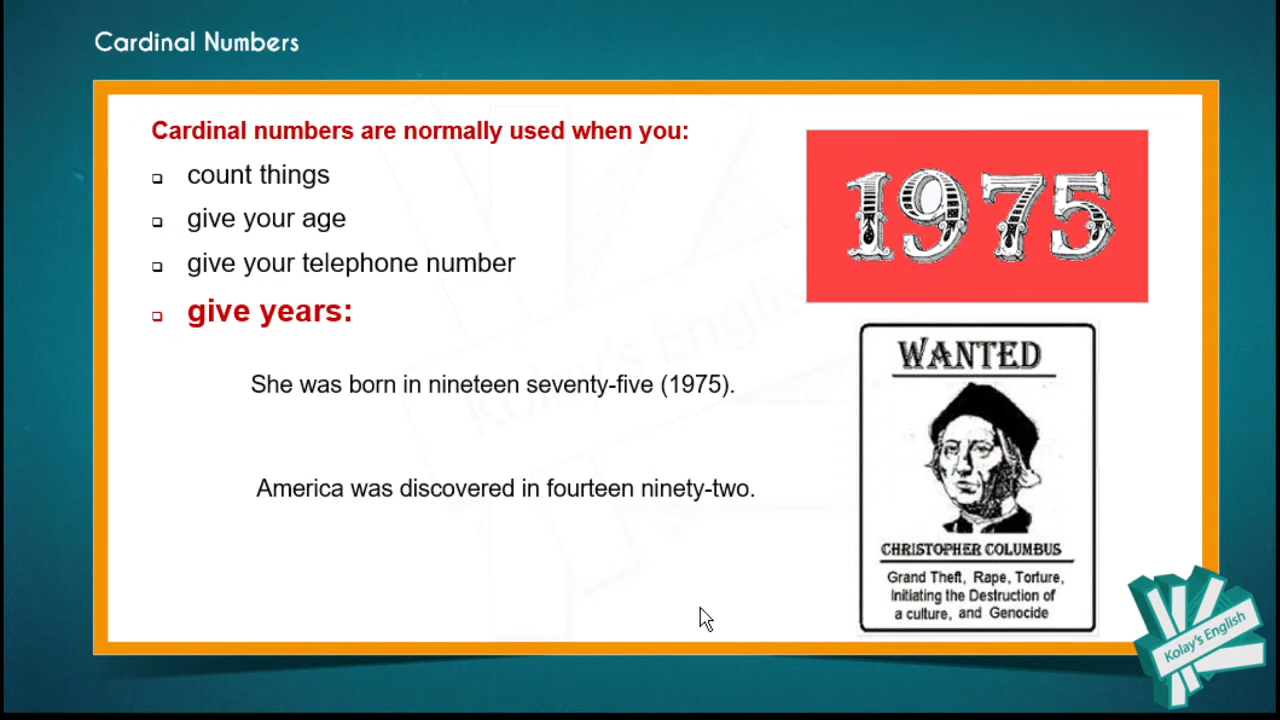 Cardinal Numbers
Cardinal numbers are normally used when you:
count things
give your age
give your telephone number
give years:
She was born in nineteen seventy-five (1975).
America was discovered in fourteen ninety-two.
1975
WANTED
CHRISTOPHER COLUMBUS
Grand Theft, Rape, Torture,
Initiating the Destruction of
a culture, and Genocide
Kolay's English
Kolay's English